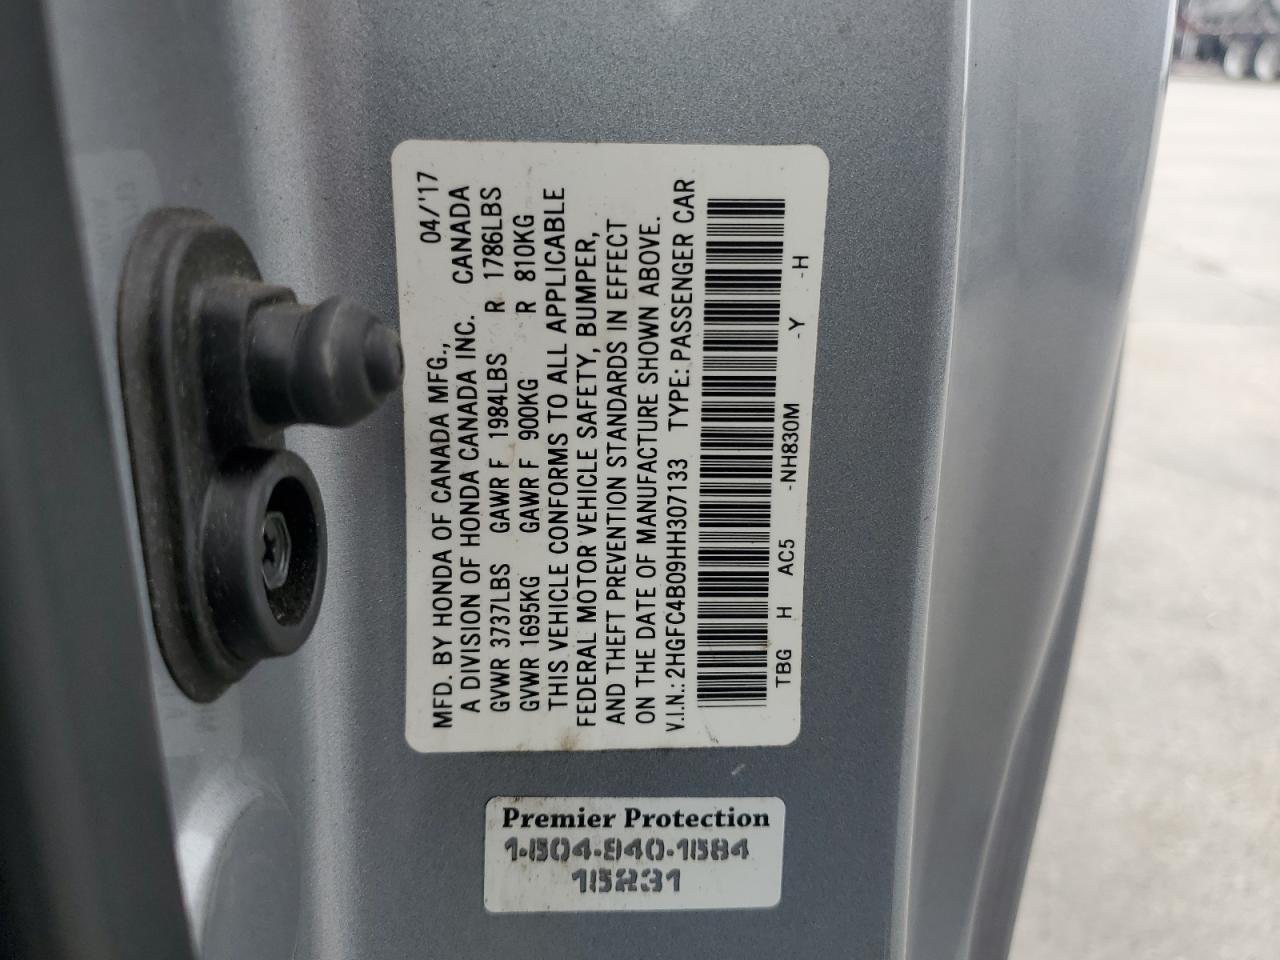 MFD. BY HONDA OF CANADA MFG., 04/'17
A DIVISION OF HONDA CANADA INC. CANADA
GVWR 3737LBS GAWR F 1984LBS R 1786LBS
GVWR 1695KG GAWR F 900KG R 810KG
THIS VEHICLE CONFORMS TO ALL APPLICABLE
FEDERAL MOTOR VEHICLE SAFETY, BUMPER,
AND THEFT PREVENTION STANDARDS IN EFFECT
ON THE DATE OF MANUFACTURE SHOWN ABOVE.
V.I.N.: 2HGFC4B09HH307133 TYPE: PASSENGER CAR
TBG H AC5 -NH830M -Y -H
Premier Protection
1-504-840-1584
15231